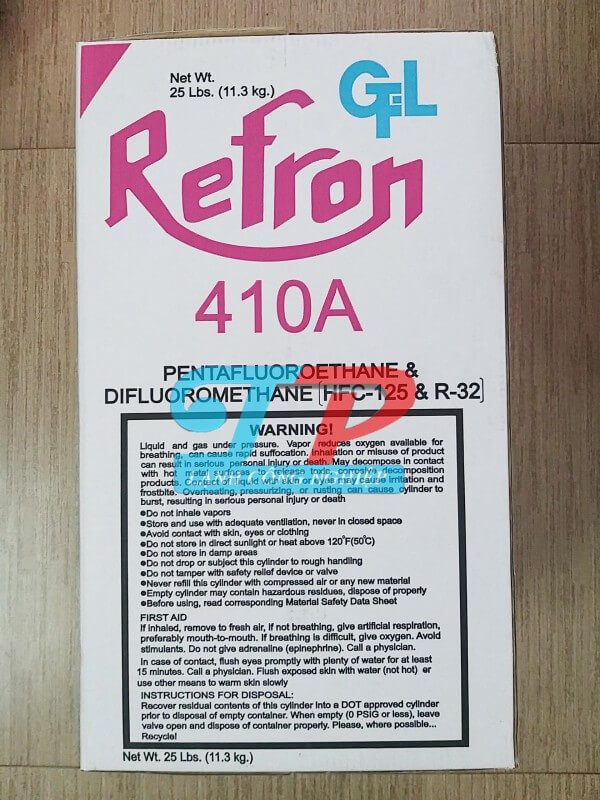 Net Wt.
25 Lbs. (11.3 kg.)
GFEL
Refron
410A
PENTAFLUOROETHANE &
DIFLUOROMETHANE [HFC-125 & R-32]
TP
WARNING!
Liquid and gas under pressure. Vapor reduces oxygen available for
breathing, can cause rapid suffocation. Inhalation or misuse of product
can result in serious personal injury or death. May decompose in contact
with hot metal surfaces to release toxic, corrosive decomposition
products. Contact of liquid with skin or eyes may cause irritation and
frostbite. Overheating, pressurizing, or rusting can cause cylinder to
burst, resulting in serious personal injury or death
•Do not inhale vapors
•Store and use with adequate ventilation, never in closed space
•Avoid contact with skin, eyes or clothing
•Do not store in direct sunlight or heat above 120°F(50°C)
•Do not store in damp areas
•Do not drop or subject this cylinder to rough handling
•Do not tamper with safety relief device or valve
•Never refill this cylinder with compressed air or any new material
•Empty cylinder may contain hazardous residues, dispose of properly
•Before using, read corresponding Material Safety Data Sheet
FIRST AID
If inhaled, remove to fresh air, if not breathing, give artificial respiration,
preferably mouth-to-mouth. If breathing is difficult, give oxygen. Avoid
stimulants. Do not give adrenaline (epinephrine). Call a physician.
In case of contact, flush eyes promptly with plenty of water for at least
15 minutes. Call a physician. Flush exposed skin with water (not hot) or
use other means to warm skin slowly
INSTRUCTIONS FOR DISPOSAL:
Recover residual contents of this cylinder into a DOT approved cylinder
prior to disposal of empty container. When empty (0 PSIG or less), leave
valve open and dispose of container properly. Please, where possible...
Recycle!
Net Wt. 25 Lbs. (11.3 kg.)